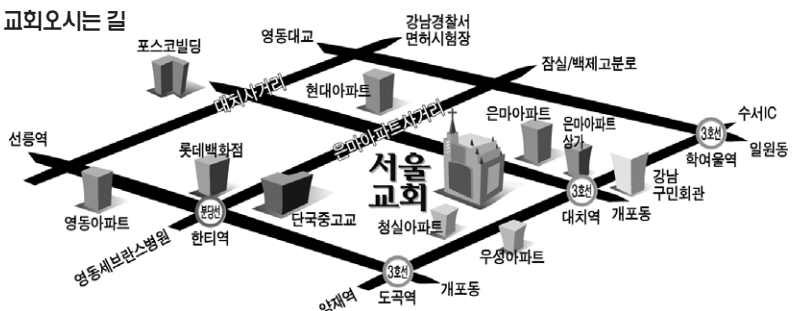 교회오시는 길
강남경찰서
면허시험장
영동대교
포스코빌딩
잠실/백제고분로
대치사거리
현대아파트
은마아파트사거리
은마아파트
은마아파트
상가
수서IC
3호선
일원동
학여울역
선릉역
롯데백화점
서울
교회
강남
구민회관
3호선
대치역
개포동
영동아파트
분당선
한티역
단국중고교
청실아파트
우성아파트
영동세브란스병원
3호선
도곡역
개포동
양재역